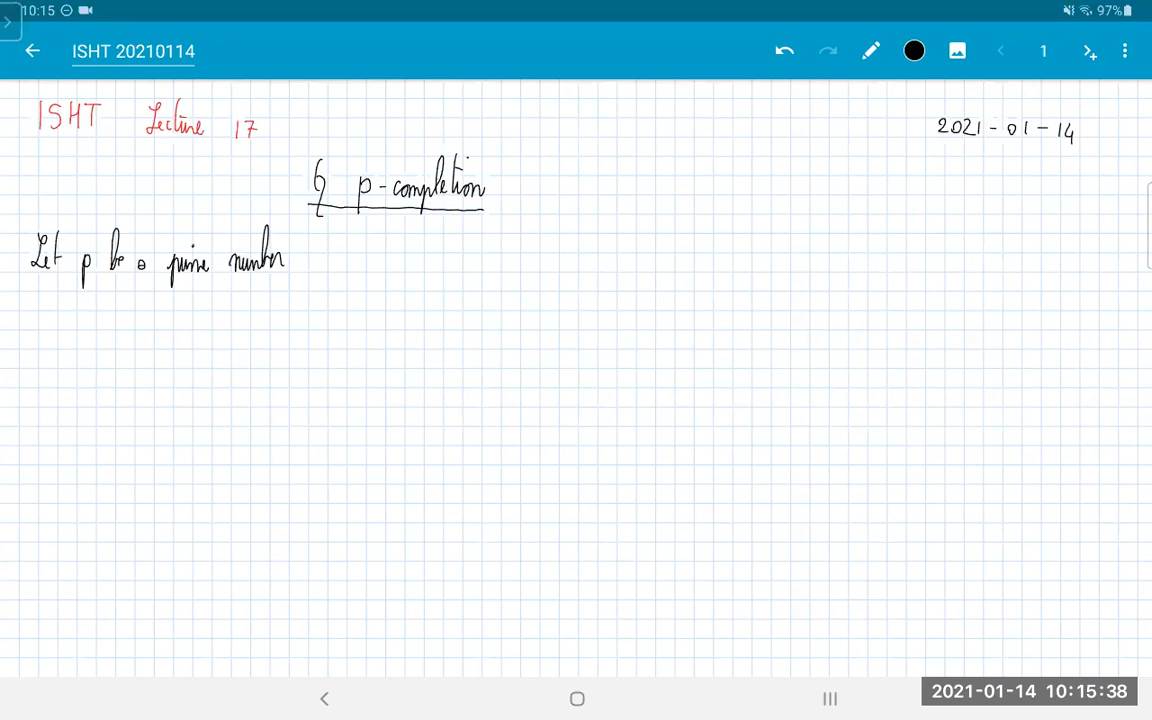 10:15
97%
ISHT 20210114
1
ISHT Lecture 17
2021-01-14
§ p-completion
Let p be a prime number
2021-01-14 10:15:38